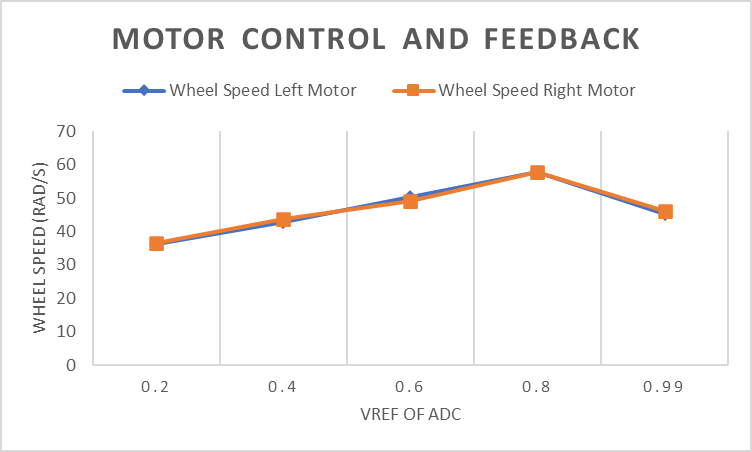 MOTOR CONTROL AND FEEDBACK
Wheel Speed Left Motor
Wheel Speed Right Motor
WHEEL SPEED (RAD/S)
70
60
50
40
30
20
10
0
0.2 0.4 0.6 0.8 0.99
VREF OF ADC